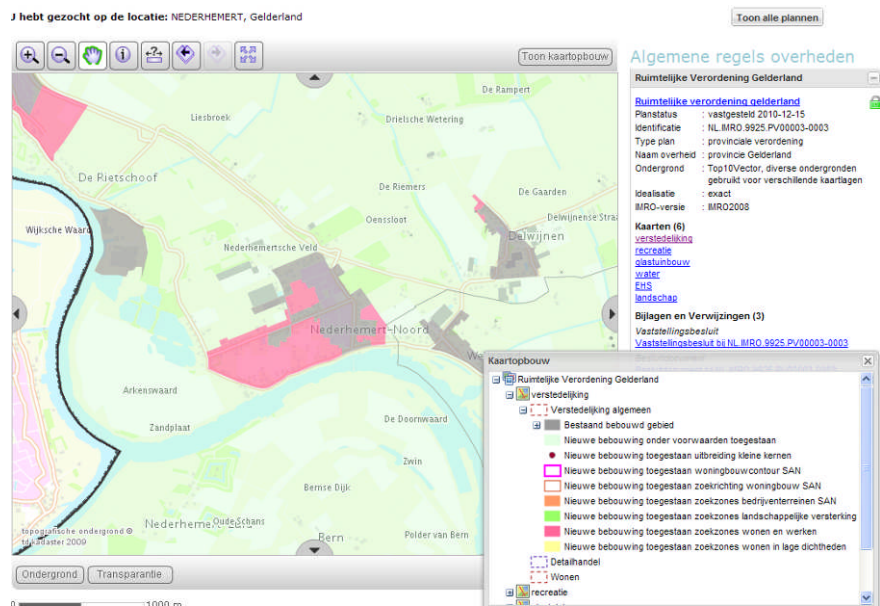 U hebt gezocht op de locatie: NEDERHEMERT, Gelderland
Toon alle plannen
Toon kaartopbouw
Algemene regels overheden
Ruimtelijke Verordening Gelderland
Ruimtelijke verordening gelderland
Planstatus : vastgesteld 2010-12-15
Identificatie : NL.IMRO.9925.PV00003-0003
Type plan : provinciale verordening
Naam overheid : provincie Gelderland
Ondergrond : Top10Vector, diverse ondergronden
gebruikt voor verschillende kaartlagen
Idealisatie : exact
IMRO-versie : IMRO2008
Kaarten (6)
verstedelijking
recreatie
glastuinbouw
water
EHS
landschap
Bijlagen en Verwijzingen (3)
Vaststellingsbesluit
Vaststellingsbesluit bij NL.IMRO.9925.PV00003-0003
De Rampert
Liesbroek
Drielsche Wetering
De Rietschoof
De Riemers
De Gaarden
Oensloot
Delwijnense Stra
Wijksche Waard
Delwijnen
Nederhemertsche Veld
Nederhemert-Noord
We
Arkenswaard
Zandplaat
De Doornwaard
Zwin
Bernse Dijk
Oude Schans
Bern
Polder van Bern
topografische ondergrond ©
kadaster 2009
Kaartopbouw
Ruimtelijke Verordening Gelderland
verstedelijking
Verstedelijking algemeen
Bestaand bebouwd gebied
Nieuwe bebouwing onder voorwaarden toegestaan
Nieuwe bebouwing toegestaan uitbreiding kleine kernen
Nieuwe bebouwing toegestaan woningbouwcontour SAN
Nieuwe bebouwing toegestaan zoekrichting woningbouw SAN
Nieuwe bebouwing toegestaan zoekzones bedrijventerreinen SAN
Nieuwe bebouwing toegestaan zoekzones landschappelijke versterking
Nieuwe bebouwing toegestaan zoekzones wonen en werken
Nieuwe bebouwing toegestaan zoekzones wonen in lage dichtheden
Detailhandel
Wonen
recreatie
Ondergrond
Transparantie
0 1000 m